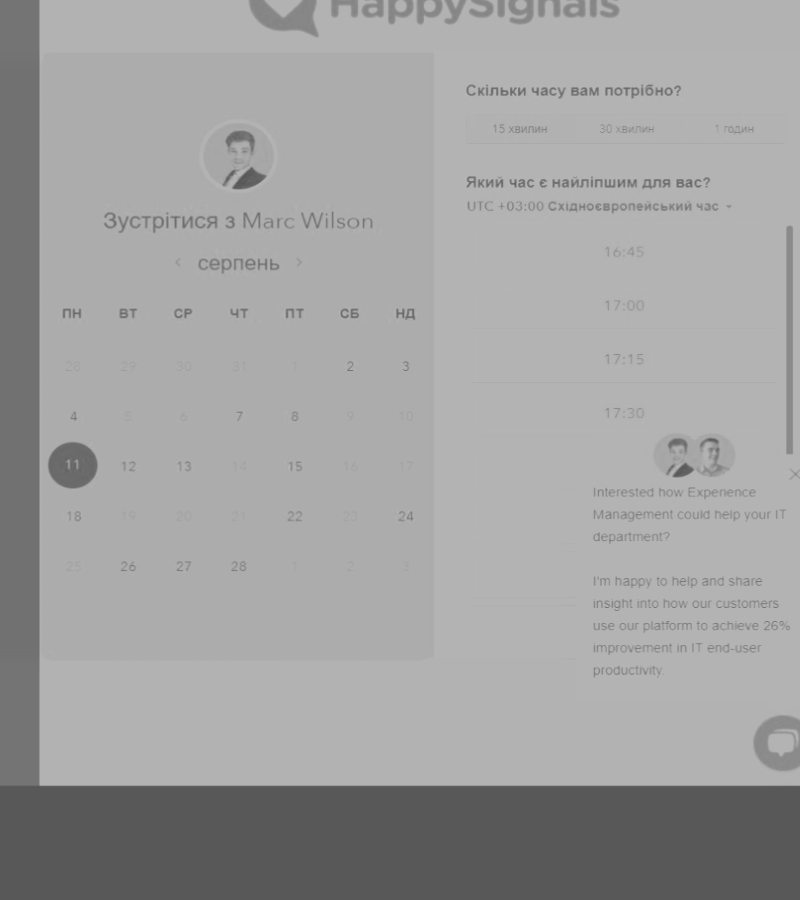 HappySignals
Зустрітися з Marc Wilson
серпень
ПН ВТ СР ЧТ ПТ СБ НД
28 29 30 31 1 2 3
4 5 6 7 8 9 10
11 12 13 14 15 16 17
18 19 20 21 22 23 24
25 26 27 28 1 2 3
Скільки часу вам потрібно?
15 хвилин 30 хвилин 1 годин
Який час є найліпшим для вас?
UTC +03:00 Східноєвропейський час
16:45
17:00
17:15
17:30
Interested how Experience
Management could help your IT
department?
I'm happy to help and share
insight into how our customers
use our platform to achieve 26%
improvement in IT end-user
productivity.